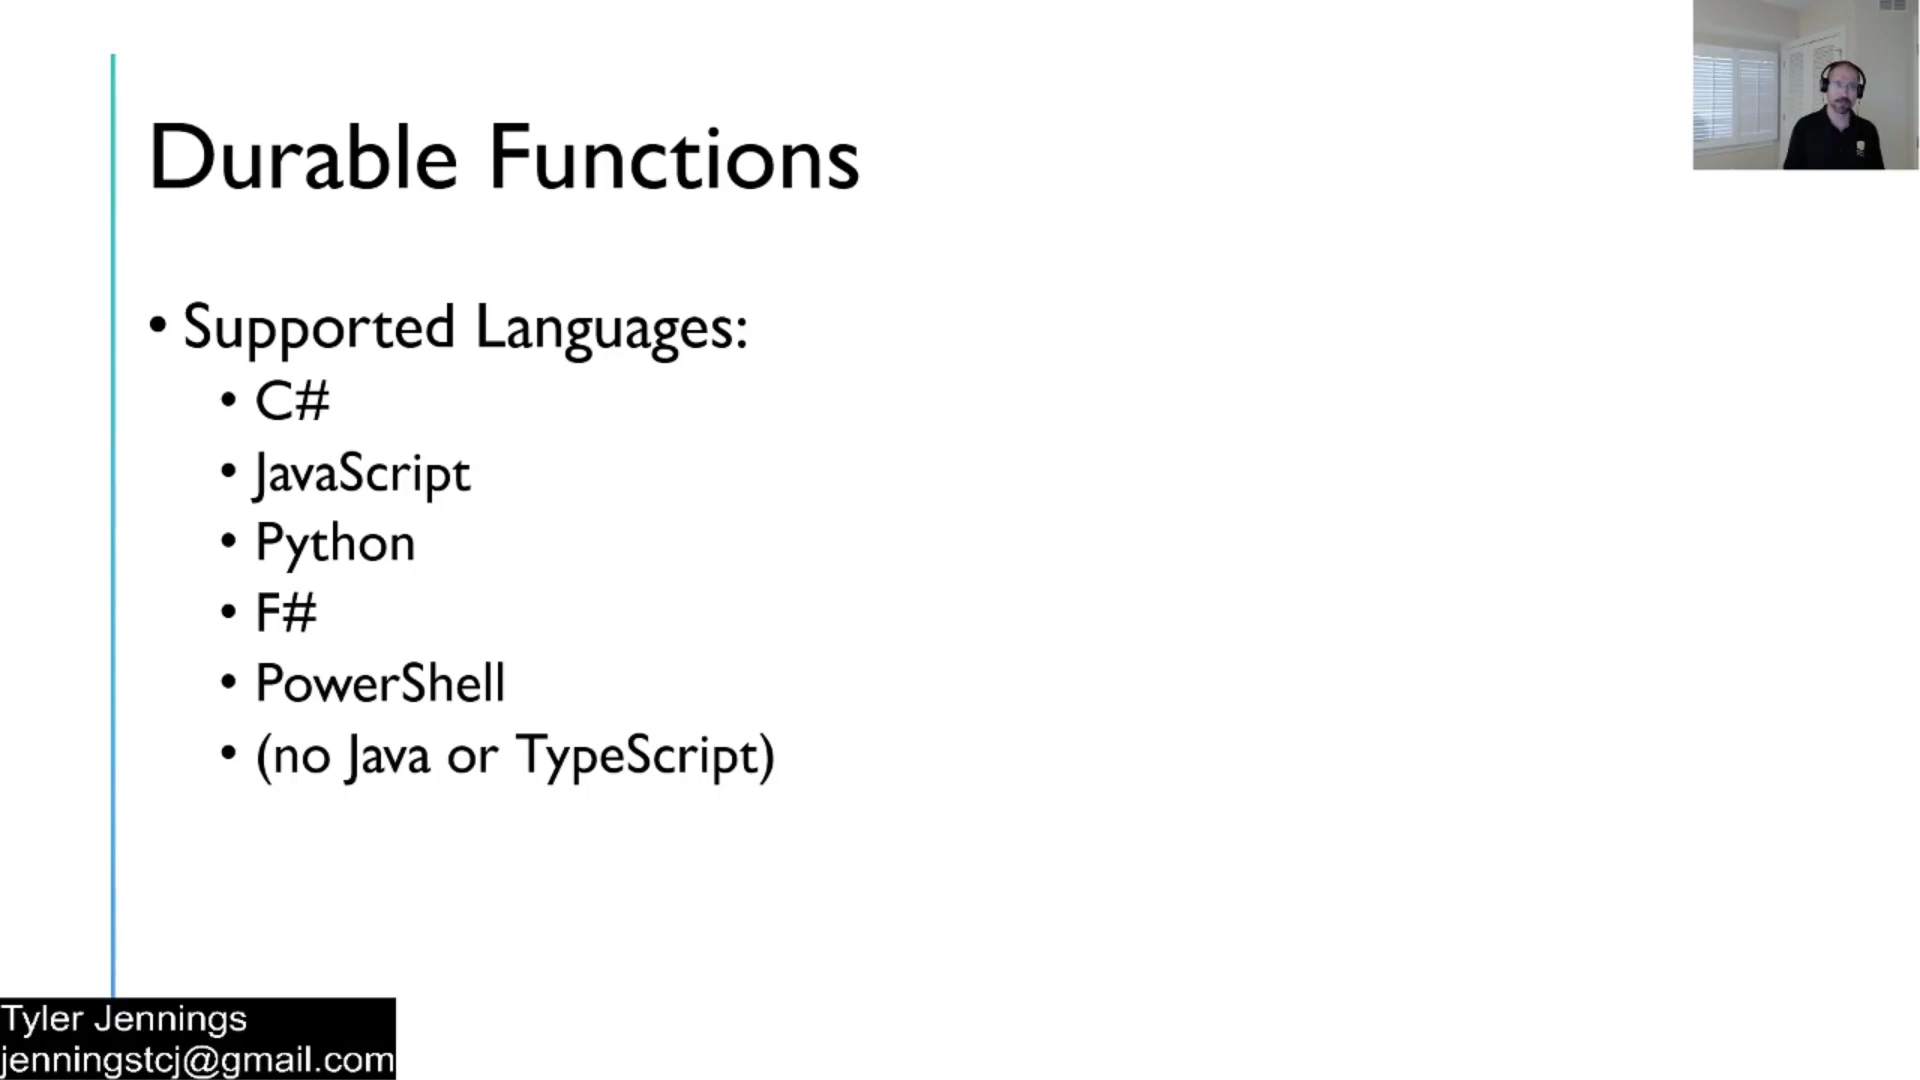 Durable Functions
• Supported Languages:
• C#
• JavaScript
• Python
• F#
• PowerShell
• (no Java or TypeScript)
Tyler Jennings
jenningstcj@gmail.com